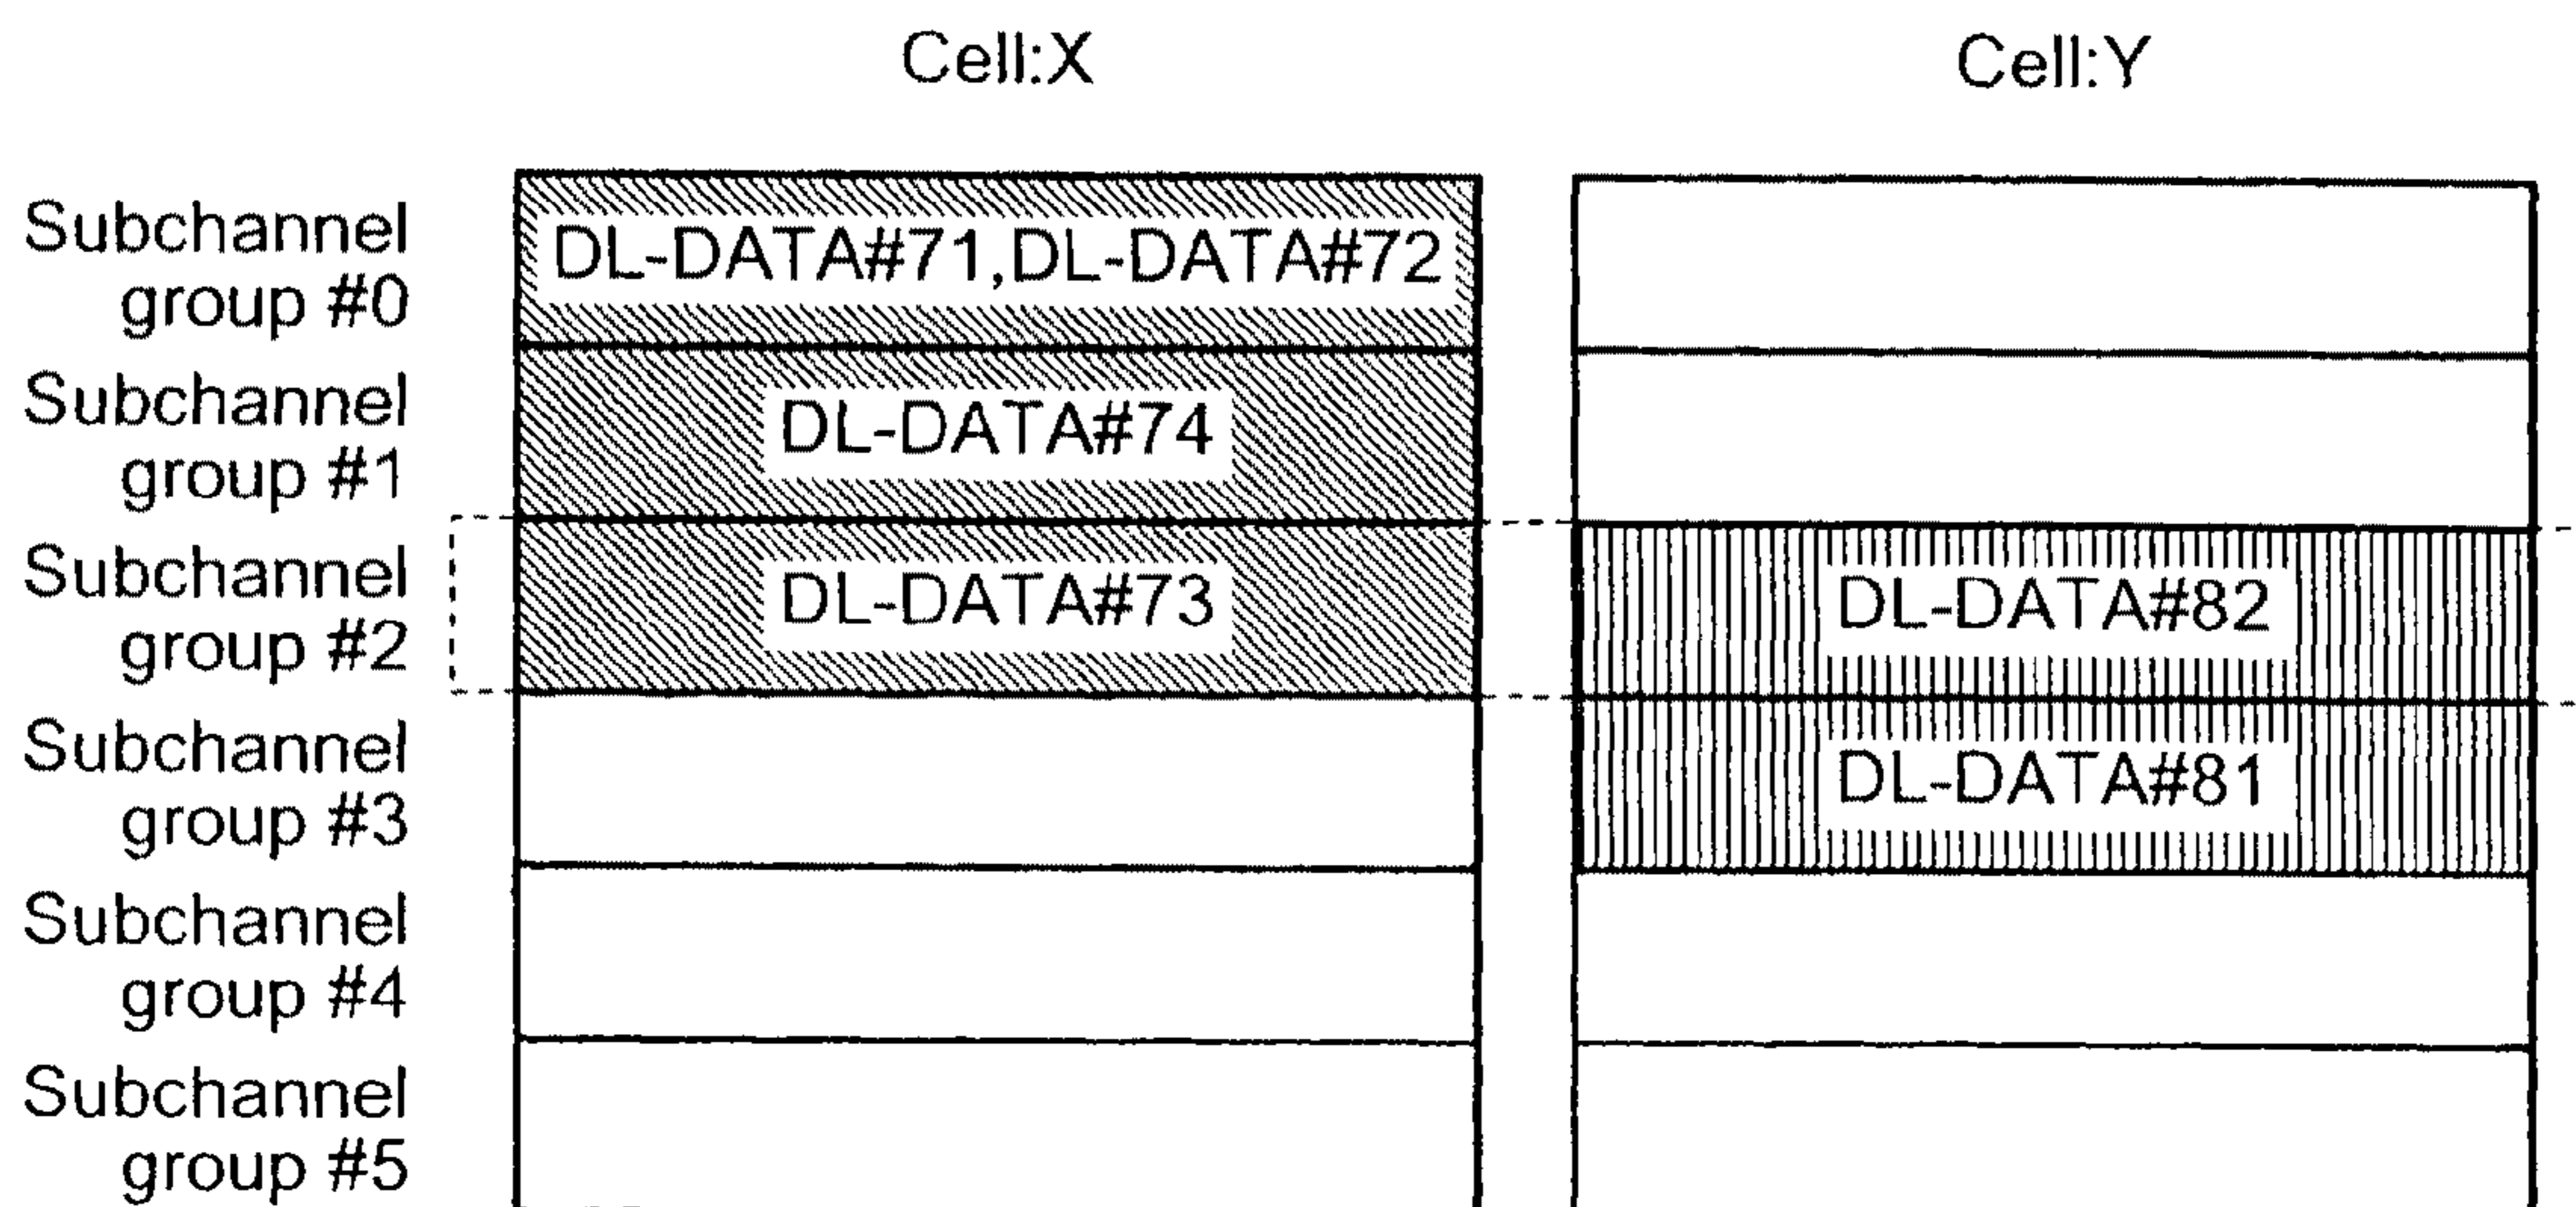 Cell:X
Cell:Y
Subchannel
group #0
DL-DATA#71,DL-DATA#72
Subchannel
group #1
DL-DATA#74
Subchannel
group #2
DL-DATA#73
DL-DATA#82
Subchannel
group #3
DL-DATA#81
Subchannel
group #4
Subchannel
group #5